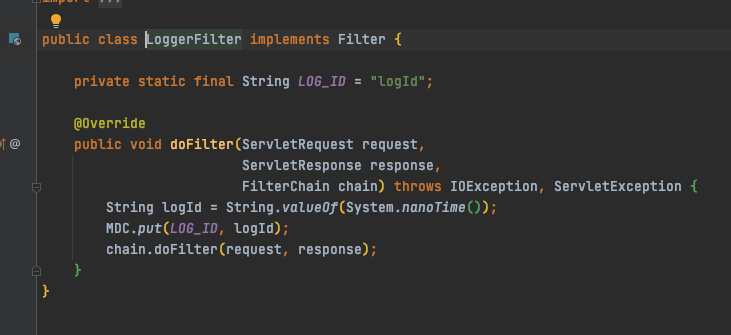 import ...
public class LoggerFilter implements Filter {
private static final String LOG_ID = "logId";
@Override
public void doFilter(ServletRequest request,
ServletResponse response,
FilterChain chain) throws IOException, ServletException {
String logId = String.valueOf(System.nanoTime());
MDC.put(LOG_ID, logId);
chain.doFilter(request, response);
}
}